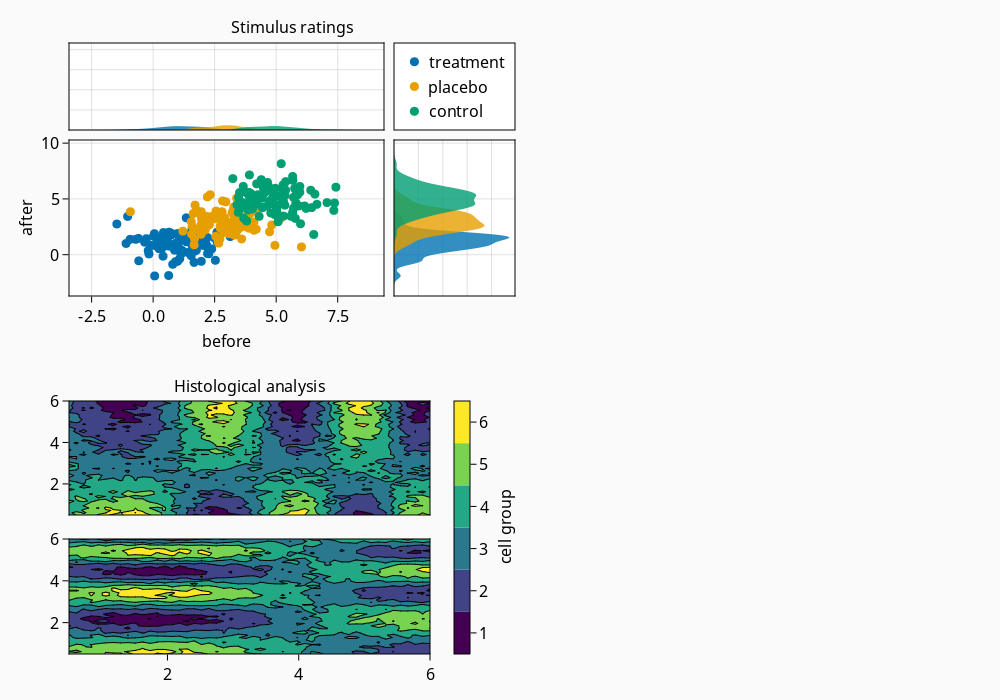 Stimulus ratings
treatment
placebo
control
10
5
0
after
-2.5 0.0 2.5 5.0 7.5
before
Histological analysis
6
4
2
6
4
2
2 4 6
6
5
4
3
2
1
cell group